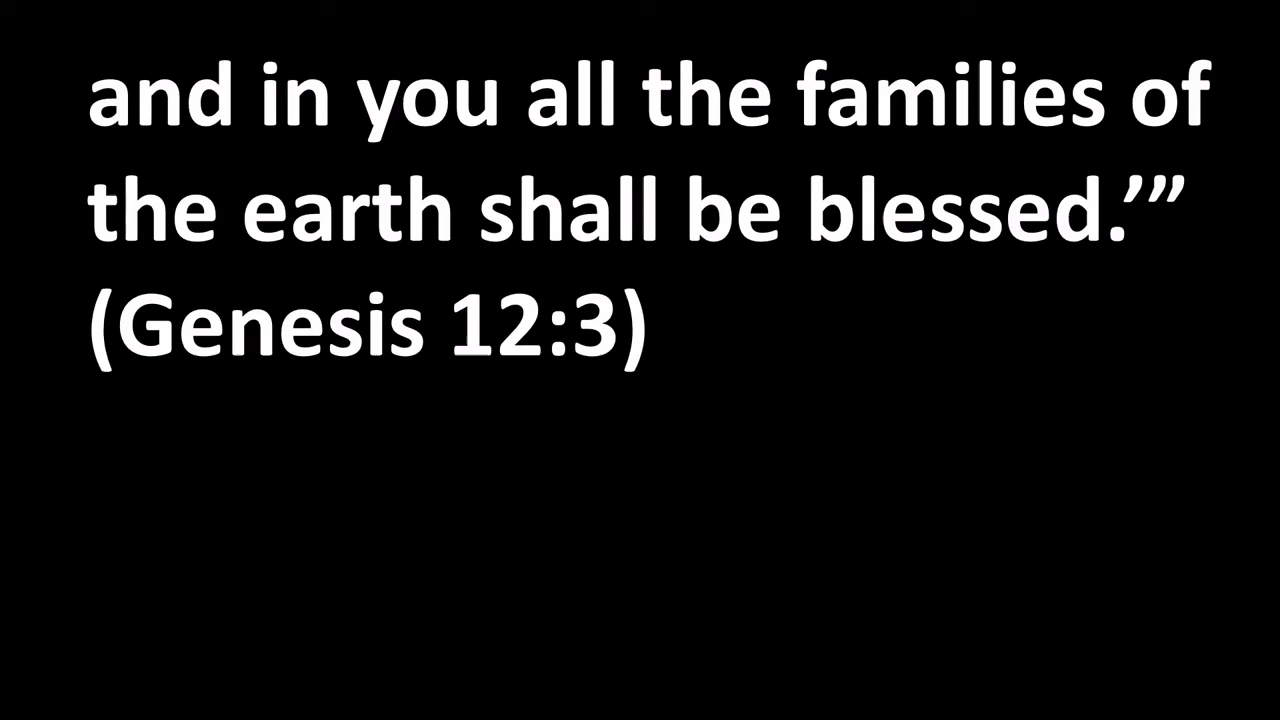 and in you all the families of
the earth shall be blessed.’”
(Genesis 12:3)